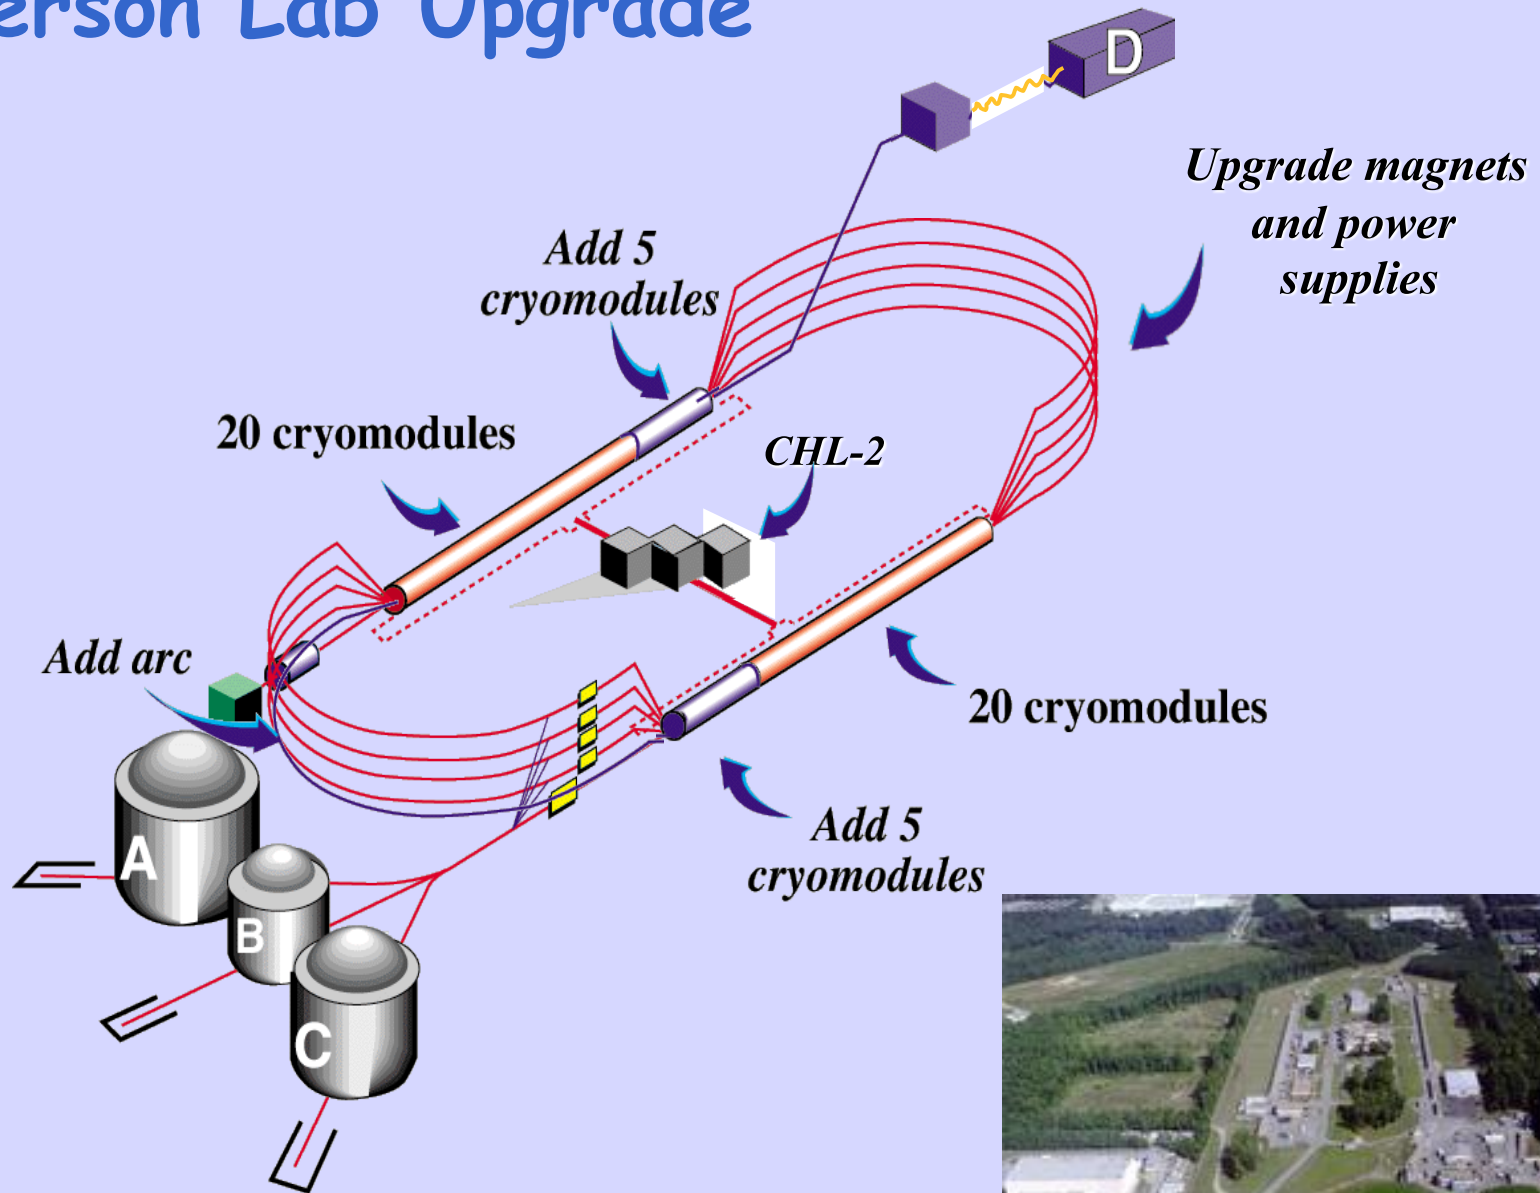 erson Lab Upgrade
D
Upgrade magnets
and power
supplies
Add 5
cryomodules
20 cryomodules
CHL-2
Add arc
20 cryomodules
Add 5
cryomodules
A
B
C